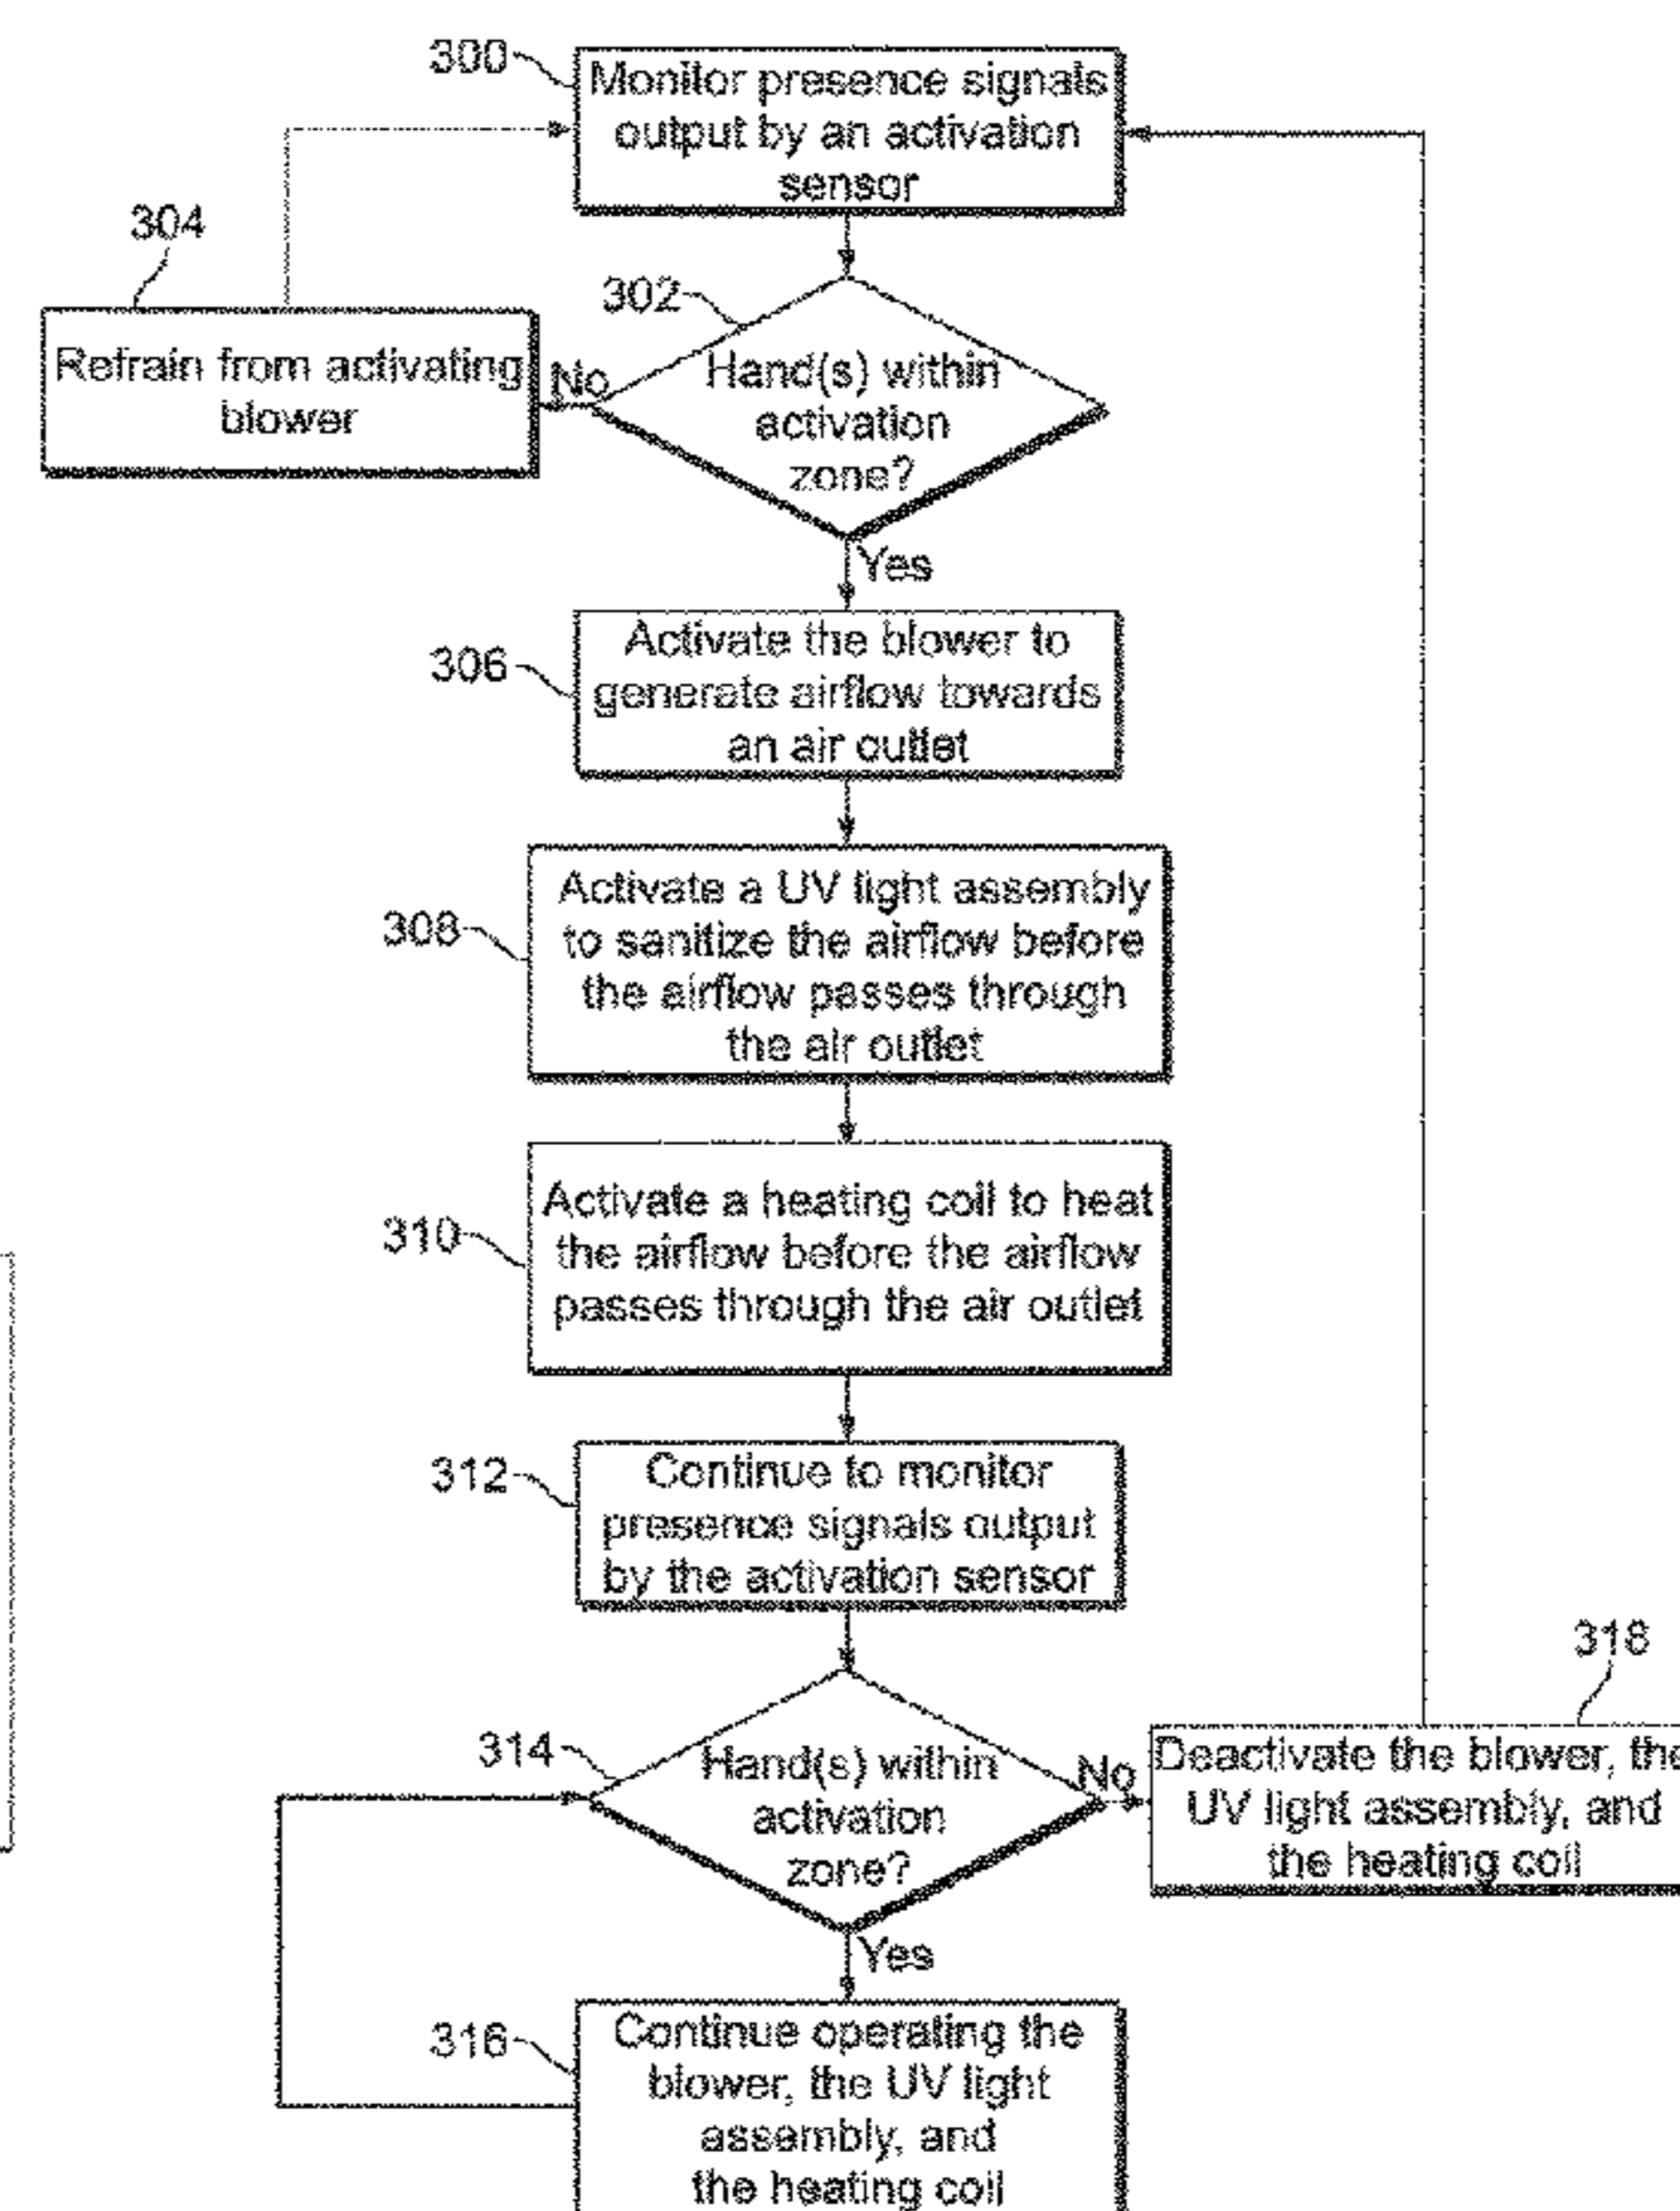 300
Monitor presence signals
output by an activation
sensor
304
Refrain from activating
blower
302
No
Hand(s) within
activation
zone?
Yes
306
Activate the blower to
generate airflow towards
an air outlet
308
Activate a UV light assembly
to sanitize the airflow before
the airflow passes through
the air outlet
310
Activate a heating coil to heat
the airflow before the airflow
passes through the air outlet
312
Continue to monitor
presence signals output
by the activation sensor
314
Hand(s) within
activation
zone?
No
318
Deactivate the blower, the
UV light assembly, and
the heating coil
Yes
316
Continue operating the
blower, the UV light
assembly, and
the heating coil